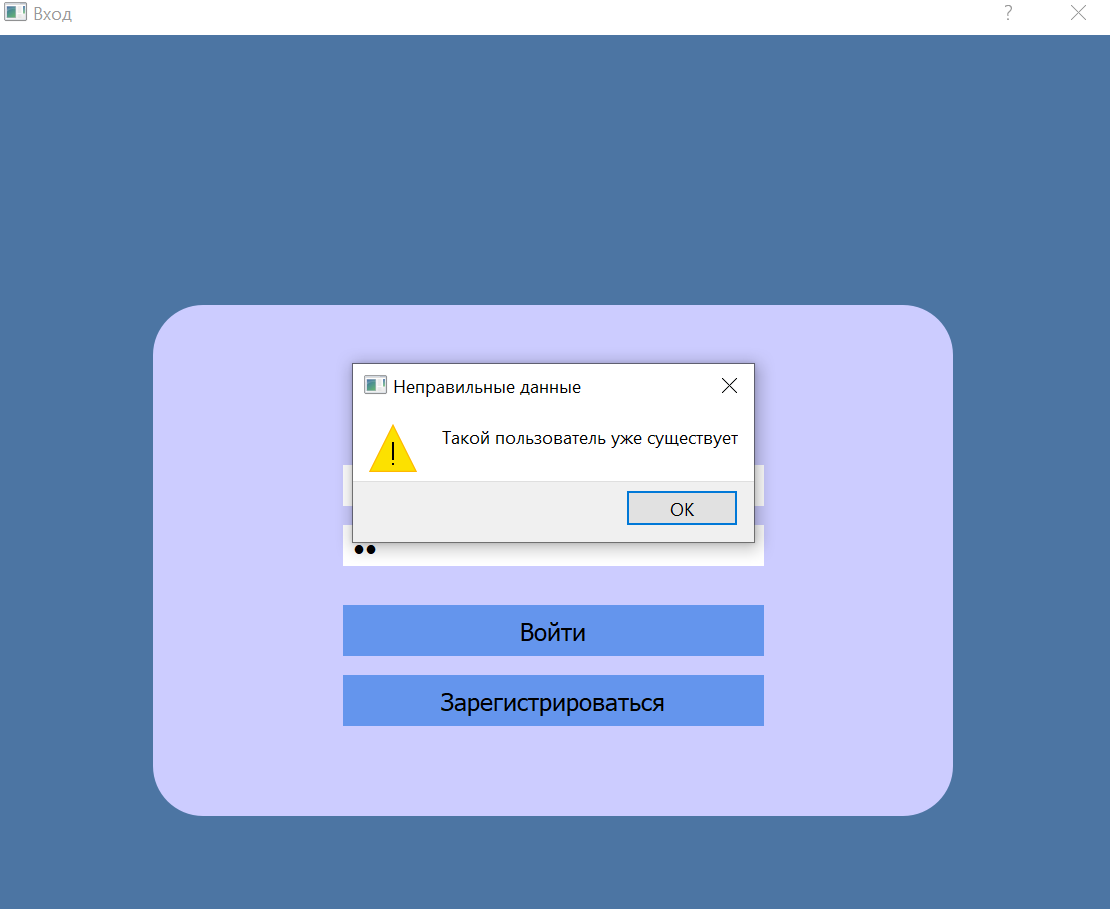 Вход
?
Неправильные данные
Такой пользователь уже существует
OK
Войти
Зарегистрироваться